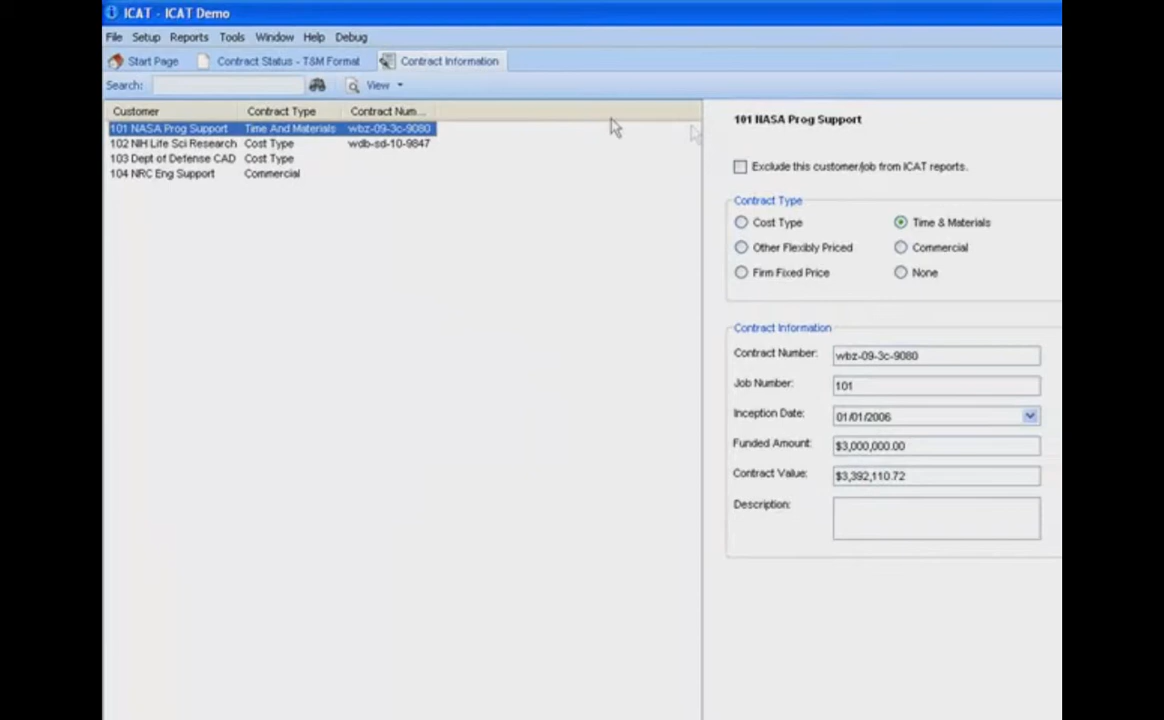 ICAT - ICAT Demo
File Setup Reports Tools Window Help Debug
Start Page Contract Status - T&M Format Contract Information
Search: View
Customer Contract Type Contract Num...
101 NASA Prog Support Time And Materials wbz-09-3c-9080
102 NIH Life Sci Research Cost Type wdb-sd-10-9847
103 Dept of Defense CAD Cost Type
104 NRC Eng Support Commercial
101 NASA Prog Support
Exclude this customer/job from ICAT reports.
Contract Type
Cost Type Time & Materials
Other Flexibly Priced Commercial
Firm Fixed Price None
Contract Information
Contract Number: wbz-09-3c-9080
Job Number: 101
Inception Date: 01/01/2006
Funded Amount: $3,000,000.00
Contract Value: $3,392,110.72
Description: